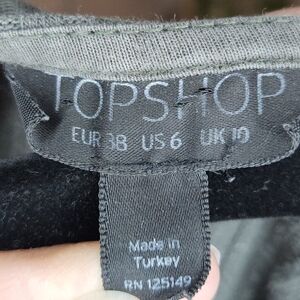 TOPSHOP
EUR 38 US 6 UK 10
Made in
Turkey
RN 125149